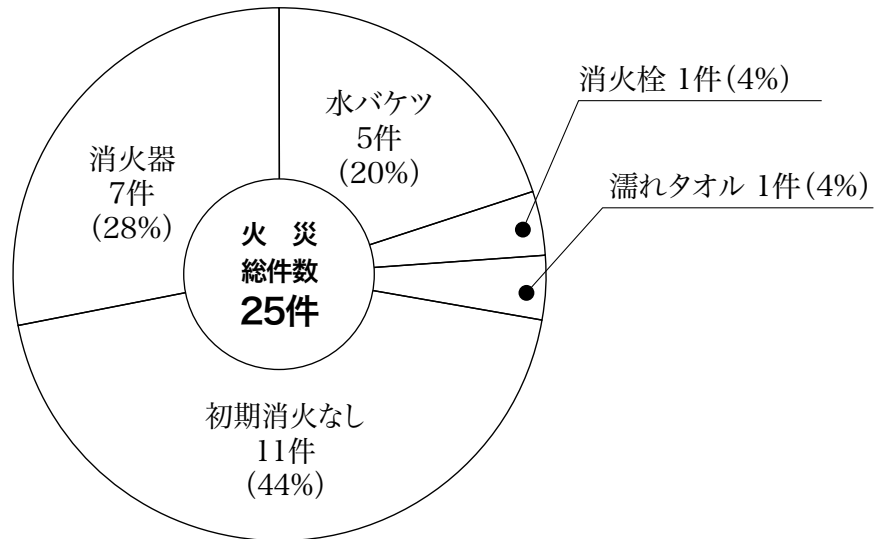 水バケツ
5件
(20%)
消火栓 1件(4%)
濡れタオル 1件(4%)
消火器
7件
(28%)
火　災
総件数
25件
初期消火なし
11件
(44%)